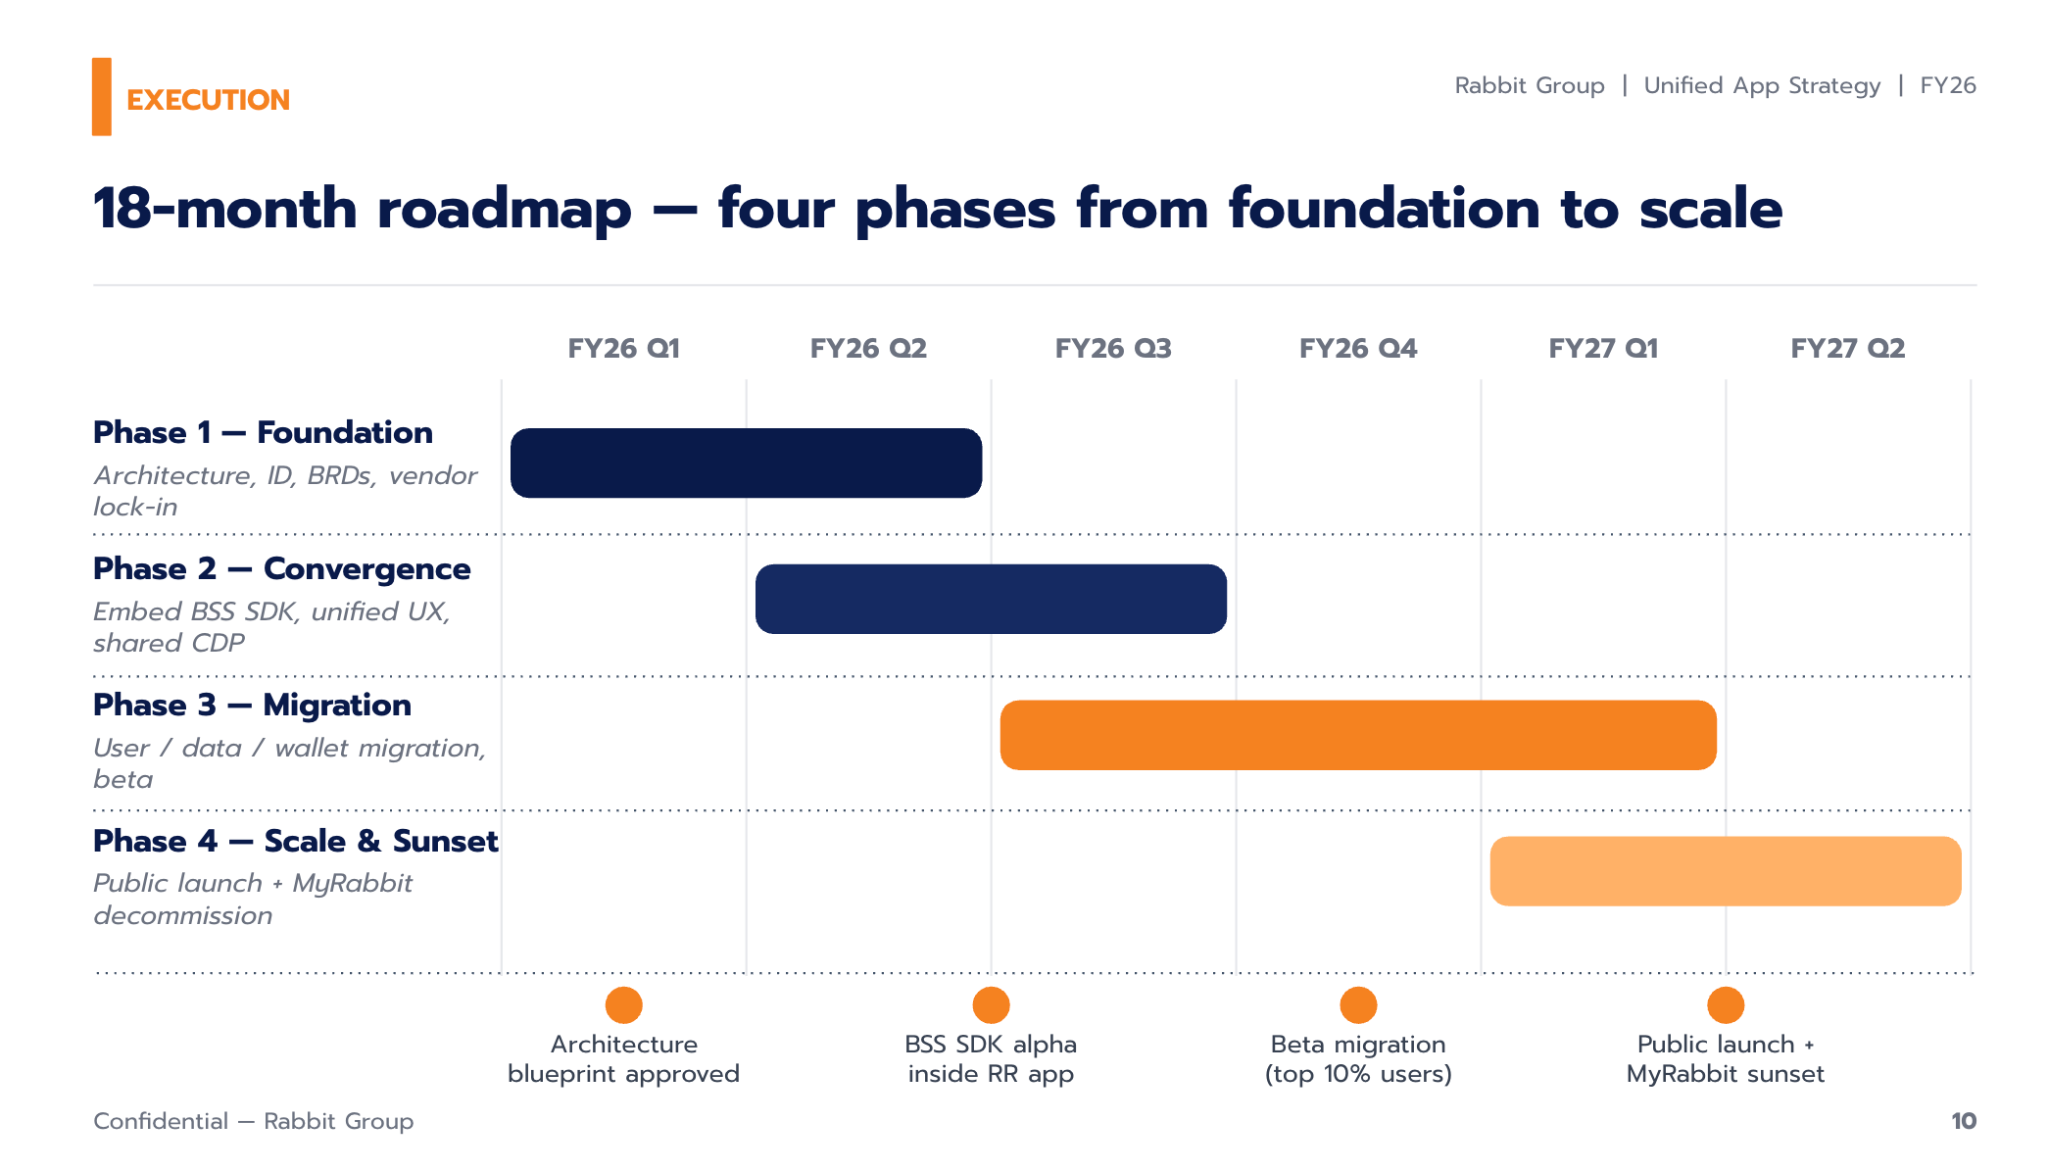 EXECUTION
Rabbit Group | Unified App Strategy | FY26
18-month roadmap — four phases from foundation to scale
FY26 Q1
FY26 Q2
FY26 Q3
FY26 Q4
FY27 Q1
FY27 Q2
Phase 1 — Foundation
Architecture, ID, BRDs, vendor
lock-in
Phase 2 — Convergence
Embed BSS SDK, unified UX,
shared CDP
Phase 3 — Migration
User / data / wallet migration,
beta
Phase 4 — Scale & Sunset
Public launch + MyRabbit
decommission
Architecture
blueprint approved
BSS SDK alpha
inside RR app
Beta migration
(top 10% users)
Public launch +
MyRabbit sunset
Confidential — Rabbit Group
10